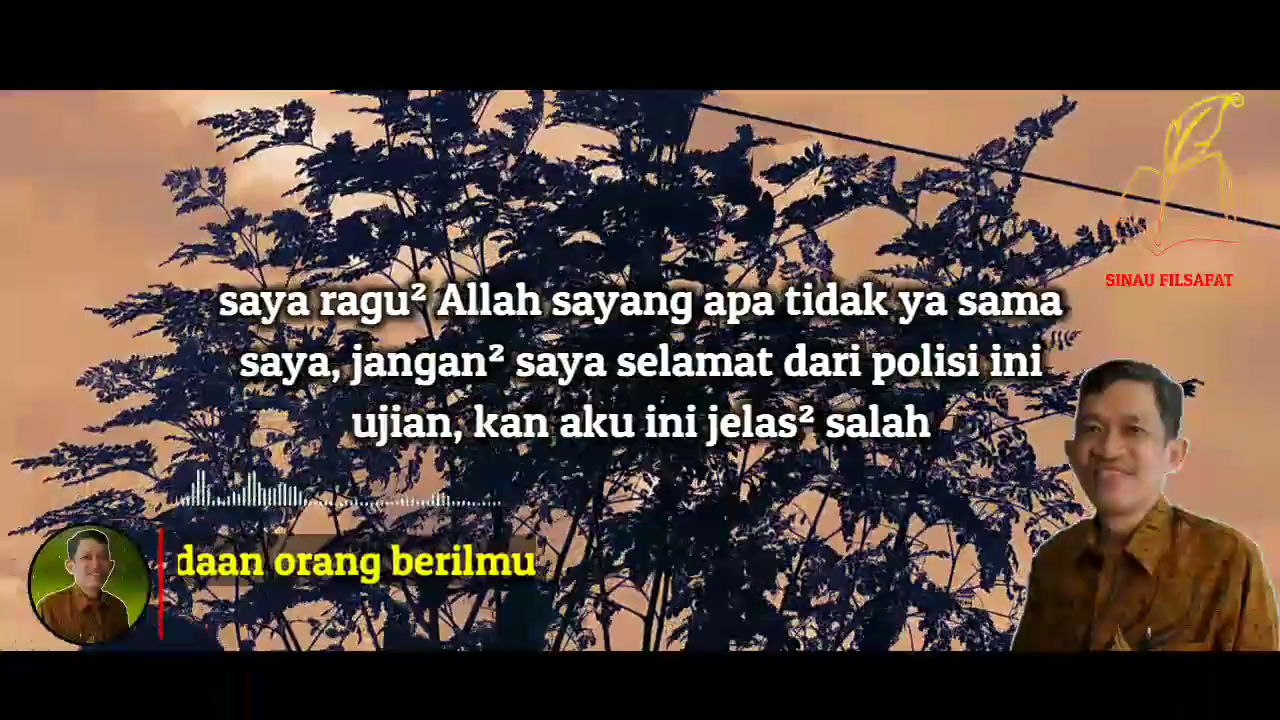 SINAU FILSAFAT
saya ragu² Allah sayang apa tidak ya sama
saya, jangan² saya selamat dari polisi ini
ujian, kan aku ini jelas² salah
daan orang berilmu